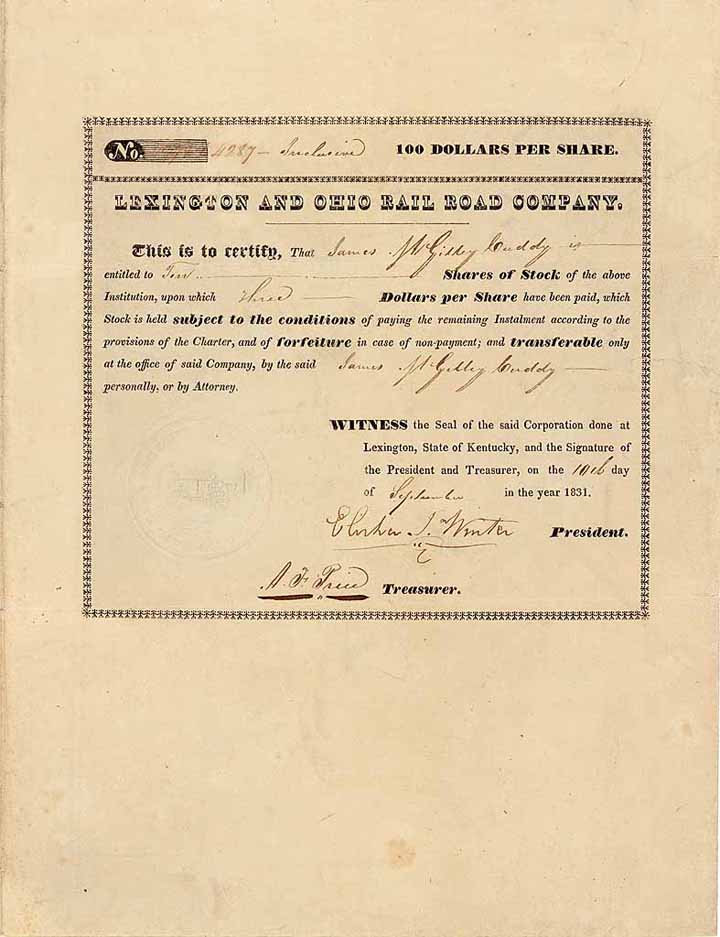 No. 4287 — Inclusive 100 DOLLARS PER SHARE.
LEXINGTON AND OHIO RAIL ROAD COMPANY.
This is to certify, That James McGilley Cuddy is
entitled to Ten Shares of Stock of the above
Institution, upon which three Dollars per Share have been paid, which
Stock is held subject to the conditions of paying the remaining Instalment according to the
provisions of the Charter, and of forfeiture in case of non-payment; and transferable only
at the office of said Company, by the said James McGilley Cuddy
personally, or by Attorney.
WITNESS the Seal of the said Corporation done at
Lexington, State of Kentucky, and the Signature of
the President and Treasurer, on the 10th day
of September in the year 1831.
Elisha I. Winter President.
A. F. Price Treasurer.